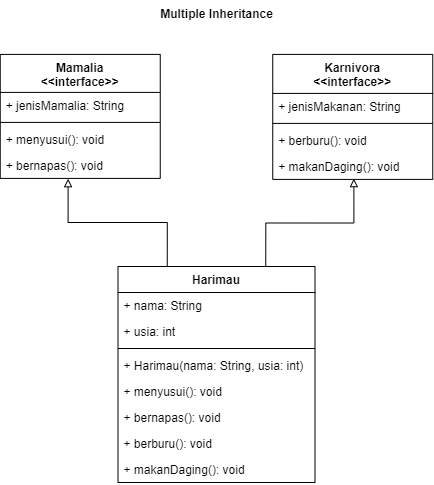 Multiple Inheritance
Mamalia
<<interface>>
+ jenisMamalia: String
+ menyusui(): void
+ bernapas(): void
Karnivora
<<interface>>
+ jenisMakanan: String
+ berburu(): void
+ makanDaging(): void
Harimau
+ nama: String
+ usia: int
+ Harimau(nama: String, usia: int)
+ menyusui(): void
+ bernapas(): void
+ berburu(): void
+ makanDaging(): void